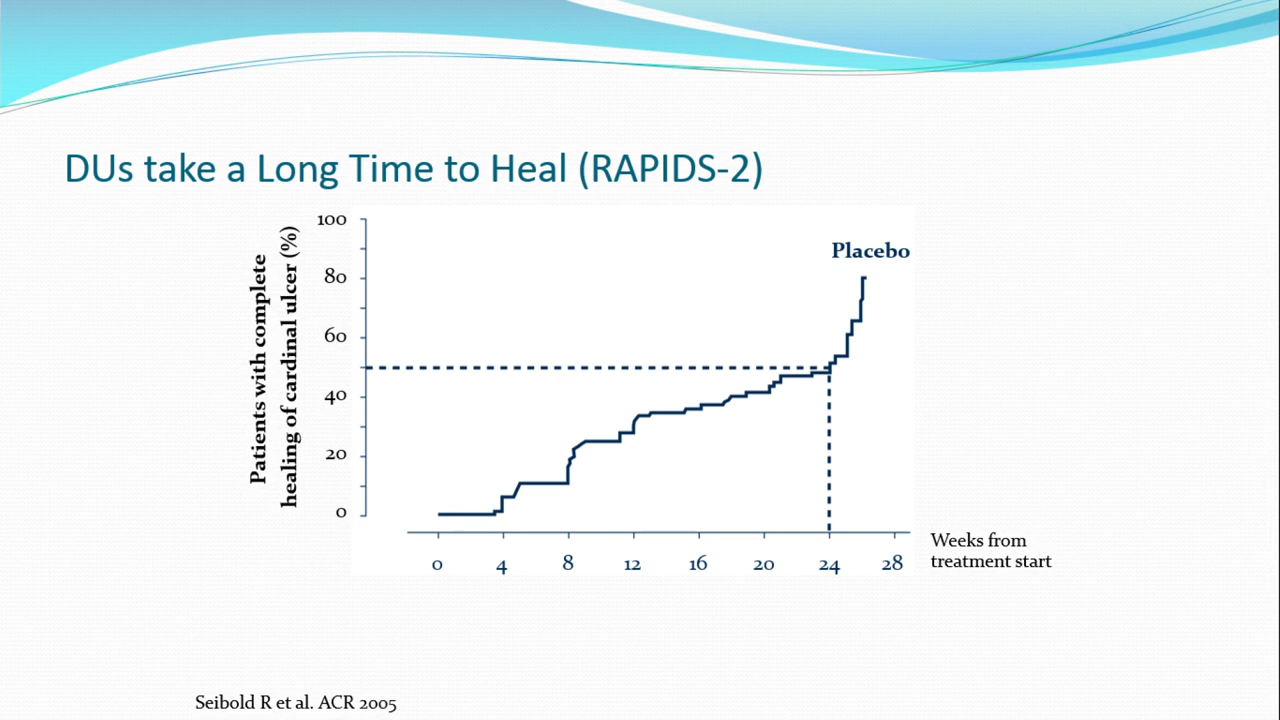 DUs take a Long Time to Heal (RAPIDS-2)
Patients with complete
healing of cardinal ulcer (%)
100
80
60
40
20
0
Placebo
0 4 8 12 16 20 24 28
Weeks from
treatment start
Seibold R et al. ACR 2005